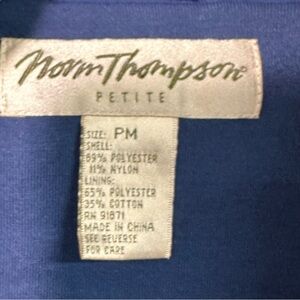 Norm Thompson
PETITE
SIZE: PM
SHELL:
89% POLYESTER
11% NYLON
LINING:
65% POLYESTER
35% COTTON
RN 91871
MADE IN CHINA
SEE REVERSE
FOR CARE